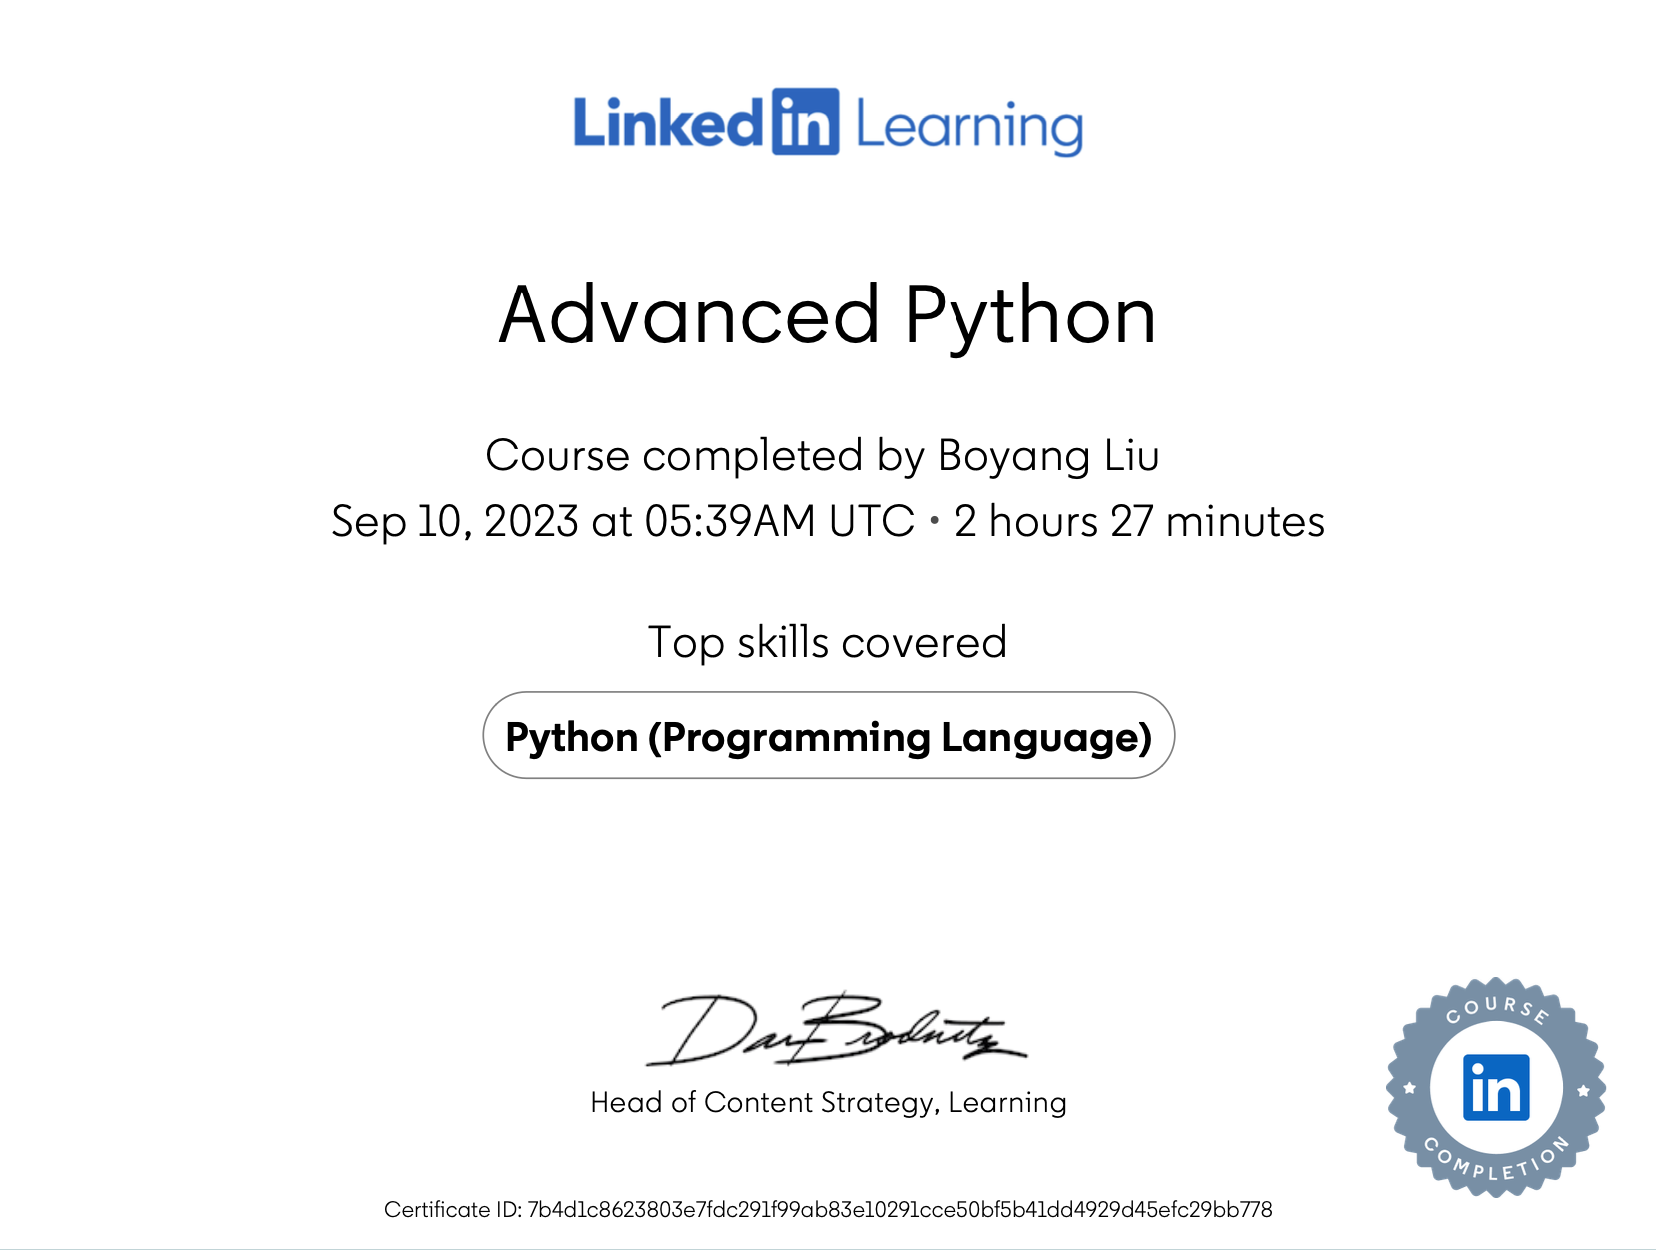 LinkedIn Learning
Advanced Python
Course completed by Boyang Liu
Sep 10, 2023 at 05:39AM UTC • 2 hours 27 minutes
Top skills covered
Python (Programming Language)
Dan Brodnitz
Head of Content Strategy, Learning
COURSE
in
COMPLETION
Certificate ID: 7b4d1c8623803e7fdc291f99ab83e10291cce50bf5b41dd4929d45efc29bb778